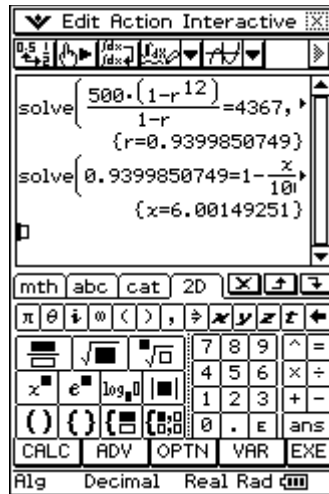 Edit Action Interactive
solve(500·(1-r^12)/1-r=4367,
{r=0.9399850749}
solve(0.9399850749=1-x/10
{x=6.00149251}
mth abc cat 2D
π θ i ∞ ( ) , ⇒ x y z t ←
7 8 9 ^ =
4 5 6 × ÷
1 2 3 + -
0 . E ans
CALC ADV OPTN VAR EXE
Alg Decimal Real Rad